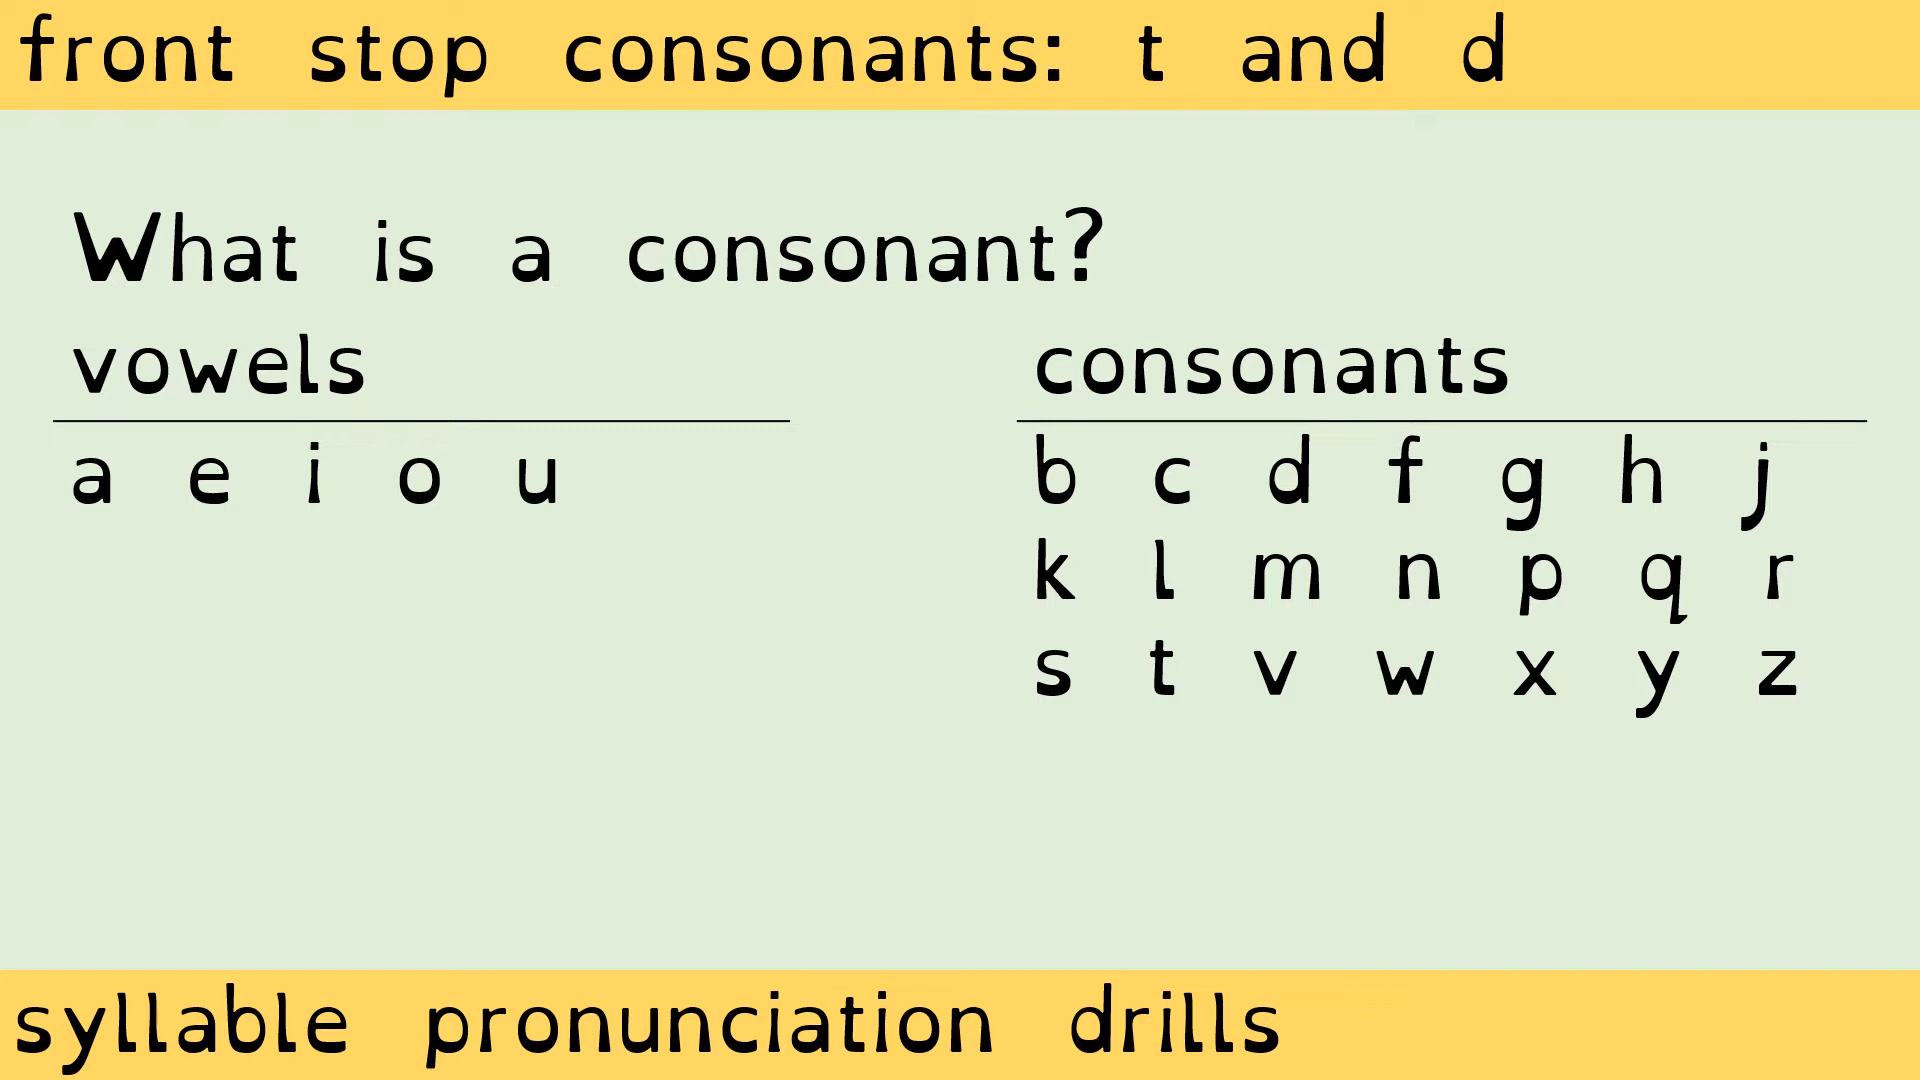 front stop consonants: t and d
What is a consonant?
vowels
a e i o u
consonants
b c d f g h j
k l m n p q r
s t v w x y z
syllable pronunciation drills